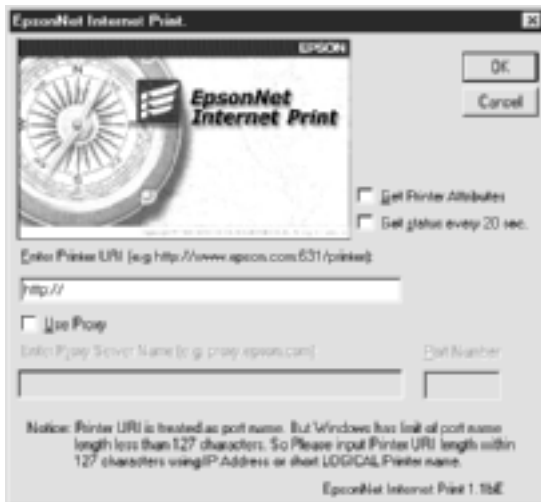 EpsonNet Internet Print.
EPSON
OK
Cancel
EpsonNet
Internet Print
Get Printer Attributes
Get status every 20 sec.
Enter Printer URI (e.g http://www.epson.com:631/printer):
http://
Use Proxy
Enter Proxy Server Name (e.g. proxy.epson.com)
Port Number
Notice: Printer URI is treated as port name. But Windows has limit of port name
length less than 127 characters. So Please input Printer URI length within
127 characters using IP Address or short LOGICAL Printer name.
EpsonNet Internet Print 1.1bE